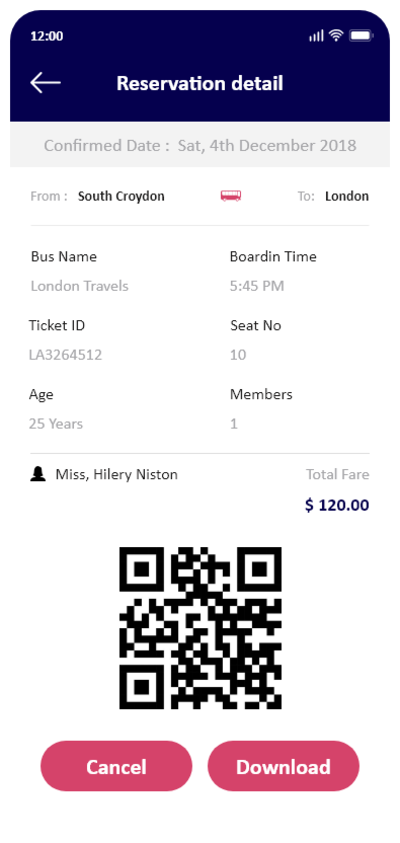 12:00
Reservation detail
Confirmed Date : Sat, 4th December 2018
From : South Croydon To: London
Bus Name Boardin Time
London Travels 5:45 PM
Ticket ID Seat No
LA3264512 10
Age Members
25 Years 1
Miss, Hilery Niston Total Fare
$ 120.00
Cancel Download